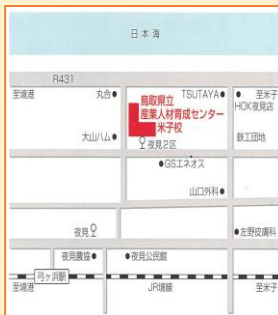 日本海
R431
至境港
丸合
TSUTAYA
至米子
HOK夜見店
鳥取県立
産業人材育成センター
米子校
大山ハム
夜見2区
鉄工団地
GSエネオス
山口外科
夜見
左野皮膚科
夜見農協
夜見公民館
弓ヶ浜駅
至境港
JR境線
至米子